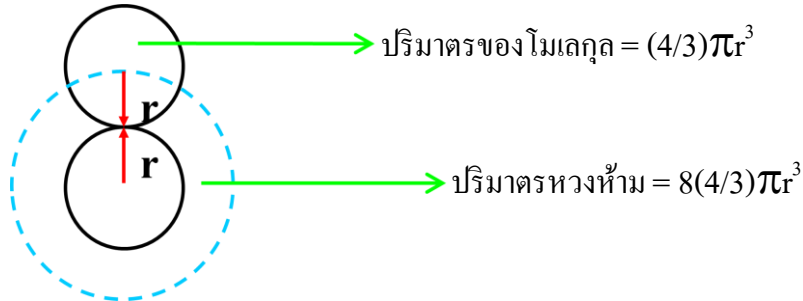 ปริมาตรของโมเลกุล = (4/3)πr³
r
r
ปริมาตรหวงห้าม = 8(4/3)πr³